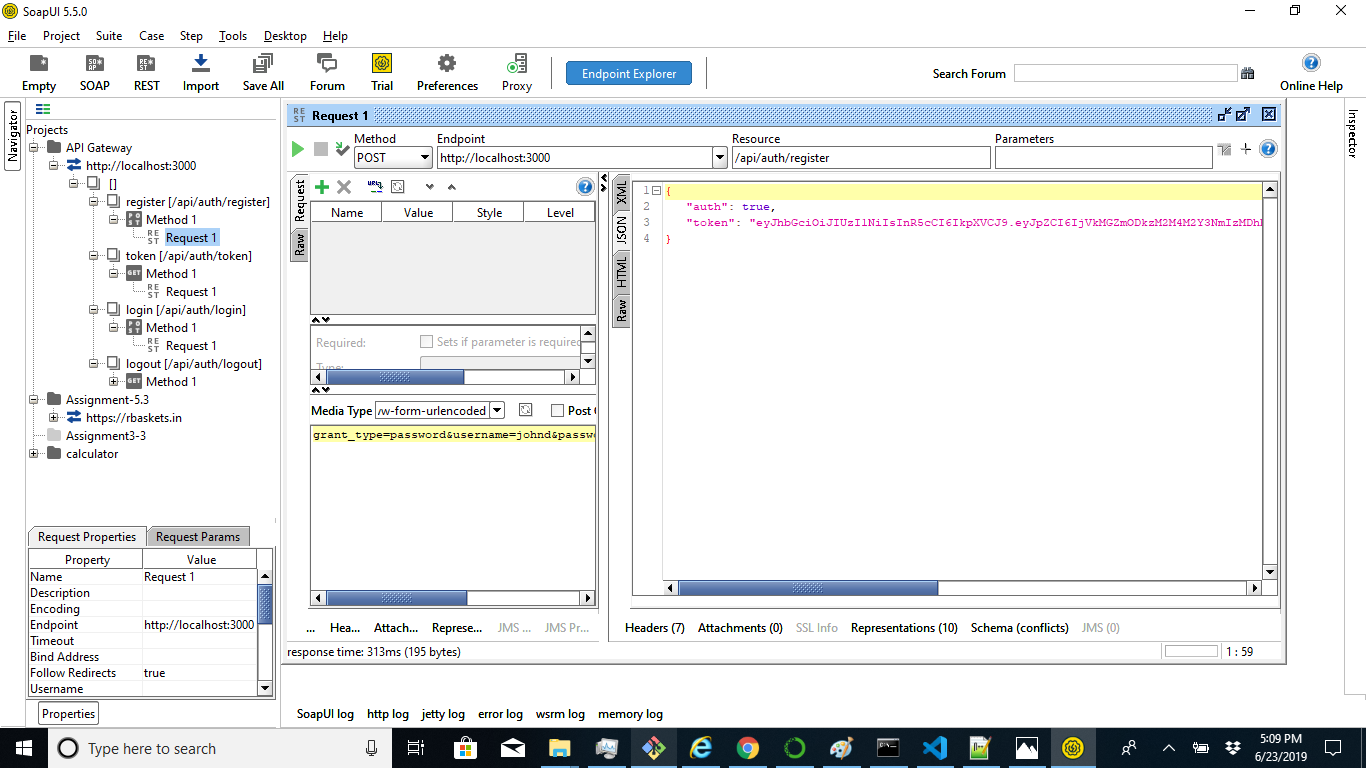 SoapUI 5.5.0
File Project Suite Case Step Tools Desktop Help
Empty SOAP REST Import Save All Forum Trial Preferences Proxy Endpoint Explorer Search Forum Online Help
Navigator
Projects
API Gateway
http://localhost:3000
[]
register [/api/auth/register]
Method 1
Request 1
token [/api/auth/token]
Method 1
Request 1
login [/api/auth/login]
Method 1
Request 1
logout [/api/auth/logout]
Method 1
Assignment-5.3
https://rbaskets.in
Assignment3-3
calculator
Request Properties Request Params
Property Value
Name Request 1
Description
Encoding
Endpoint http://localhost:3000
Timeout
Bind Address
Follow Redirects true
Username
Properties
Request 1
Method Endpoint Resource Parameters
POST http://localhost:3000 /api/auth/register
Request
Raw
Name Value Style Level
Required: Sets if parameter is required
Type:
Media Type w-form-urlencoded Post
grant_type=password&username=johnd&passwo
... Hea... Attach... Represe... JMS ... JMS Pr...
XML
JSON
HTML
Raw
1 {
2 "auth": true,
3 "token": "eyJhbGciOiJIUzI1NiIsInR5cCI6IkpXVCJ9.eyJpZCI6IjVkMGZmODkzM2M4M2Y3NmIzMDh
4 }
Headers (7) Attachments (0) SSL Info Representations (10) Schema (conflicts) JMS (0)
response time: 313ms (195 bytes) 1 : 59
Inspector
SoapUI log http log jetty log error log wsrm log memory log
Type here to search
5:09 PM
6/23/2019